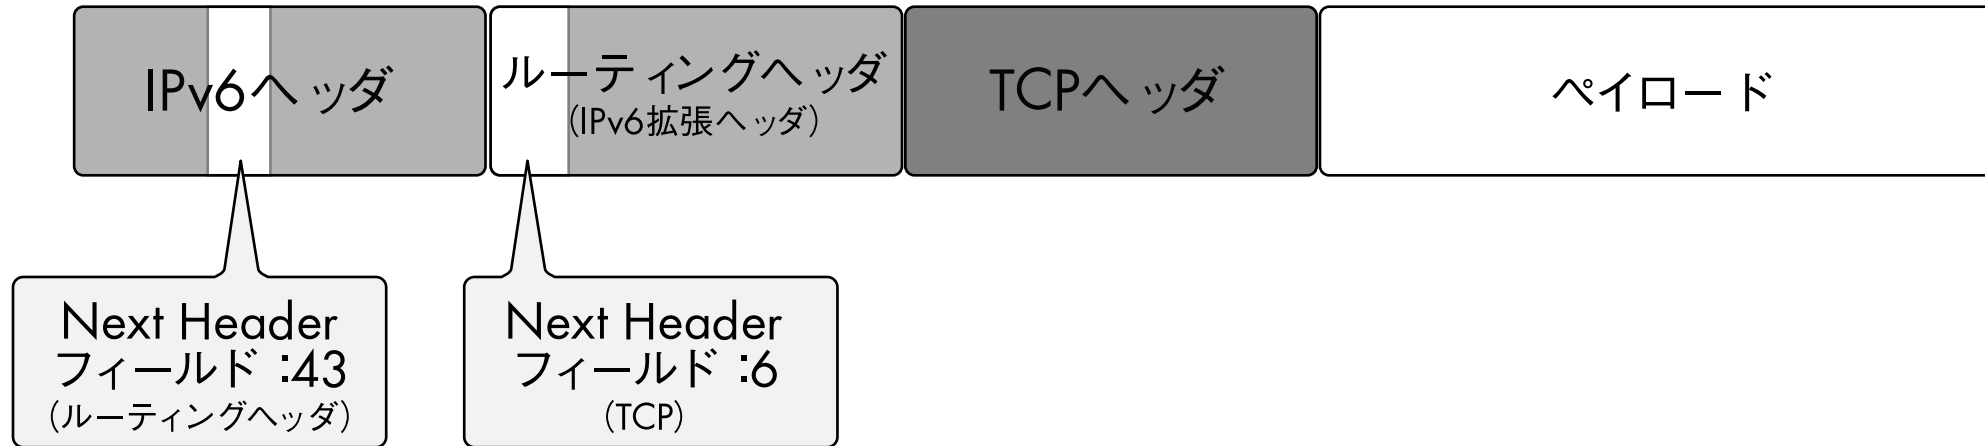 IPv6ヘッダ
ルーティングヘッダ
(IPv6拡張ヘッダ)
TCPヘッダ
ペイロード
Next Header
フィールド:43
(ルーティングヘッダ)
Next Header
フィールド:6
(TCP)